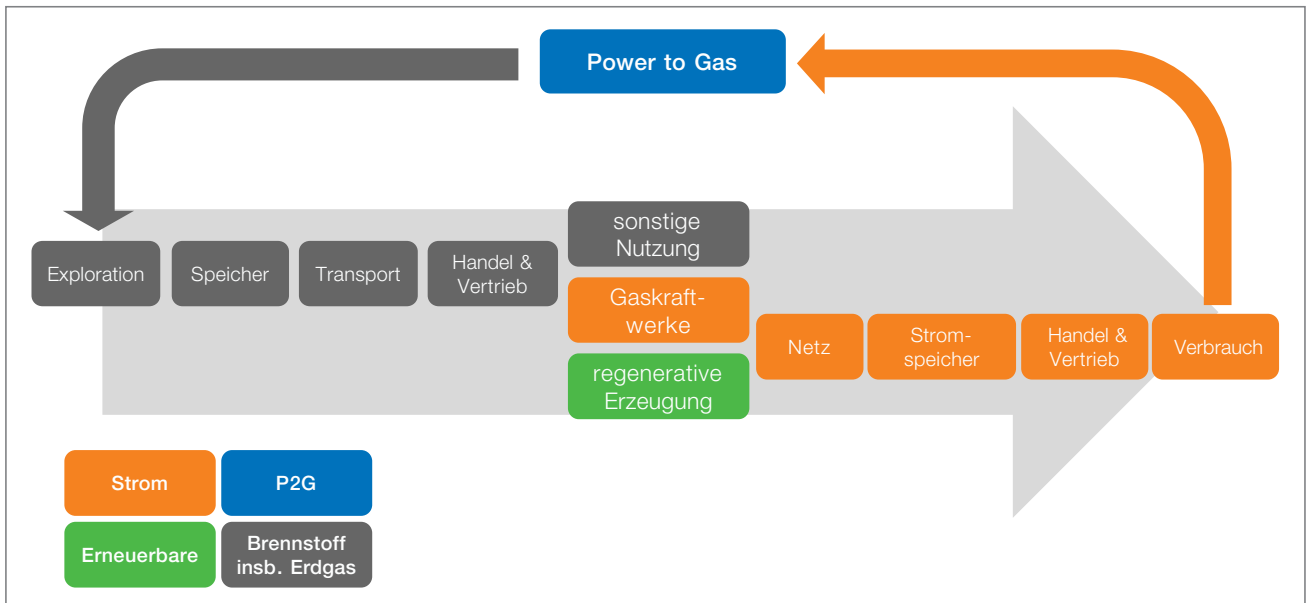 Power to Gas
Exploration
Speicher
Transport
Handel &
Vertrieb
sonstige
Nutzung
Gaskraft-
werke
regenerative
Erzeugung
Netz
Strom-
speicher
Handel &
Vertrieb
Verbrauch
Strom
P2G
Erneuerbare
Brennstoff
insb. Erdgas